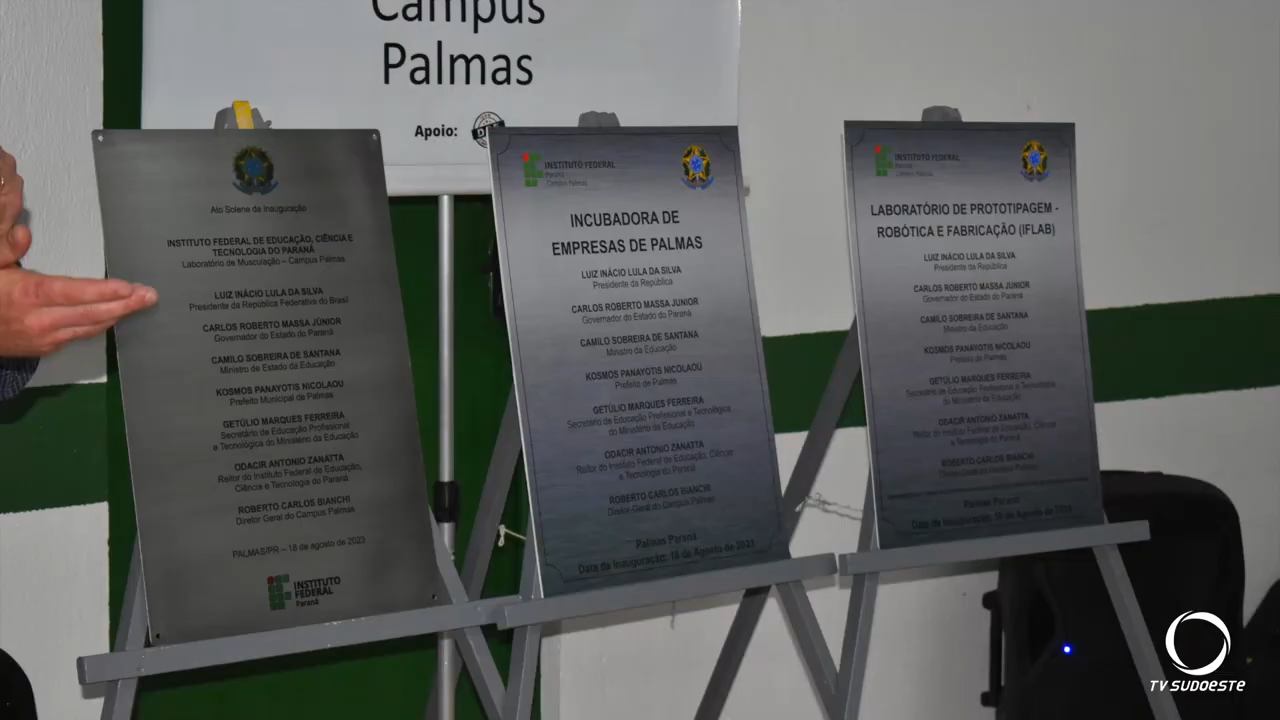 Campus
Palmas
Apoio:
Ato Solene de Inauguração
INSTITUTO FEDERAL DE EDUCAÇÃO, CIÊNCIA E
TECNOLOGIA DO PARANÁ
Laboratório de Musculação – Campus Palmas
LUIZ INÁCIO LULA DA SILVA
Presidente da República Federativa do Brasil
CARLOS ROBERTO MASSA JÚNIOR
Governador do Estado do Paraná
CAMILO SOBREIRA DE SANTANA
Ministro de Estado da Educação
KOSMOS PANAYOTIS NICOLAOU
Prefeito Municipal de Palmas
GETÚLIO MARQUES FERREIRA
Secretário de Educação Profissional
e Tecnológica do Ministério da Educação
ODACIR ANTONIO ZANATTA
Reitor do Instituto Federal de Educação,
Ciência e Tecnologia do Paraná
ROBERTO CARLOS BIANCHI
Diretor Geral do Campus Palmas
PALMAS/PR – 18 de agosto de 2023
INSTITUTO
FEDERAL
Paraná
INSTITUTO FEDERAL
Paraná
Campus Palmas
INCUBADORA DE
EMPRESAS DE PALMAS
LUIZ INÁCIO LULA DA SILVA
Presidente da República
CARLOS ROBERTO MASSA JUNIOR
Governador do Estado do Paraná
CAMILO SOBREIRA DE SANTANA
Ministro da Educação
KOSMOS PANAYOTIS NICOLAOU
Prefeito de Palmas
GETÚLIO MARQUES FERREIRA
Secretário de Educação Profissional e Tecnológica
do Ministério da Educação
ODACIR ANTONIO ZANATTA
Reitor do Instituto Federal de Educação, Ciência
e Tecnologia do Paraná
ROBERTO CARLOS BIANCHI
Diretor Geral do Campus Palmas
Palmas Paraná
Data da Inauguração: 18 de Agosto de 2023
INSTITUTO FEDERAL
Paraná
Campus Palmas
LABORATÓRIO DE PROTOTIPAGEM -
ROBÓTICA E FABRICAÇÃO (IFLAB)
LUIZ INÁCIO LULA DA SILVA
Presidente da República
CARLOS ROBERTO MASSA JUNIOR
Governador do Estado do Paraná
CAMILO SOBREIRA DE SANTANA
Ministro da Educação
KOSMOS PANAYOTIS NICOLAOU
Prefeito de Palmas
GETÚLIO MARQUES FERREIRA
Secretário de Educação Profissional e Tecnologia
do Ministério da Educação
ODACIR ANTONIO ZANATTA
Reitor do Instituto Federal de Educação, Ciência
e Tecnologia do Paraná
ROBERTO CARLOS BIANCHI
Diretor Geral do Campus Palmas
Palmas Paraná
Data da Inauguração: 18 de Agosto de 2023
TV SUDOESTE